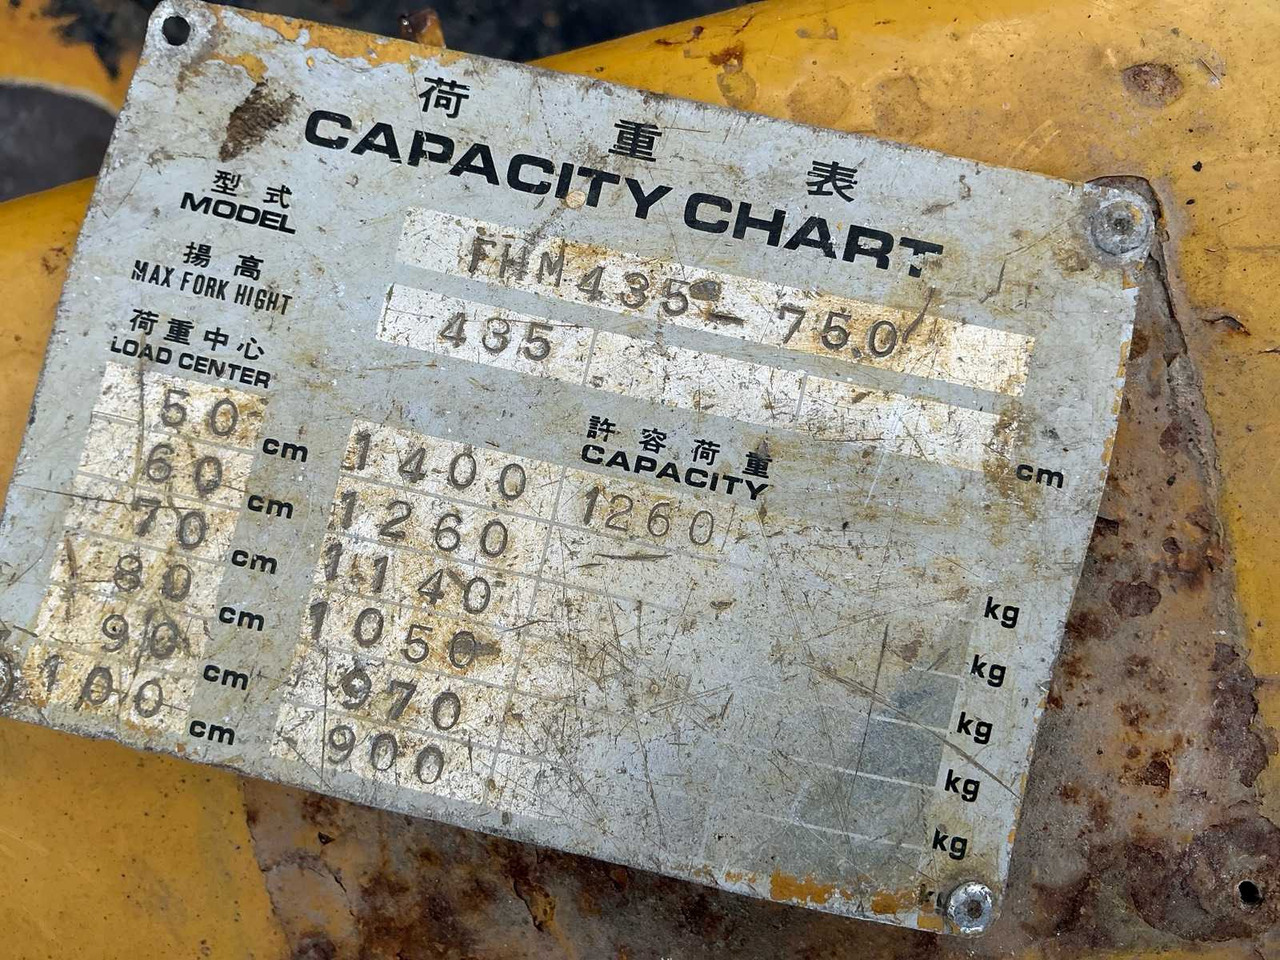 荷重表
CAPACITY CHART
型式
MODEL
FHM435-750
揚高
MAX FORK HIGHT
435 cm
荷重中心
LOAD CENTER
許容荷重
CAPACITY
50 cm 1400 1260 kg
60 cm 1260 kg
70 cm 1140 kg
80 cm 1050 kg
90 cm 970 kg
100 cm 900 kg